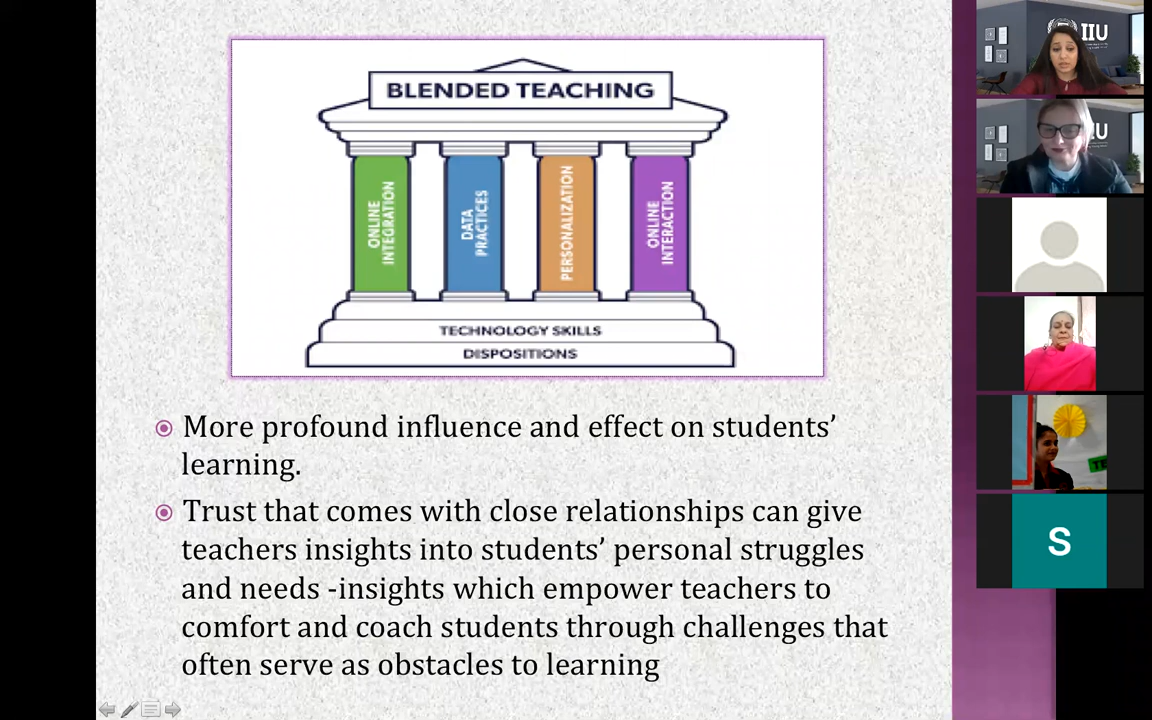 BLENDED TEACHING
ONLINE
INTEGRATION
DATA
PRACTICES
PERSONALIZATION
ONLINE
INTERACTION
TECHNOLOGY SKILLS
DISPOSITIONS
More profound influence and effect on students’
learning.
Trust that comes with close relationships can give
teachers insights into students’ personal struggles
and needs -insights which empower teachers to
comfort and coach students through challenges that
often serve as obstacles to learning
IIU
S